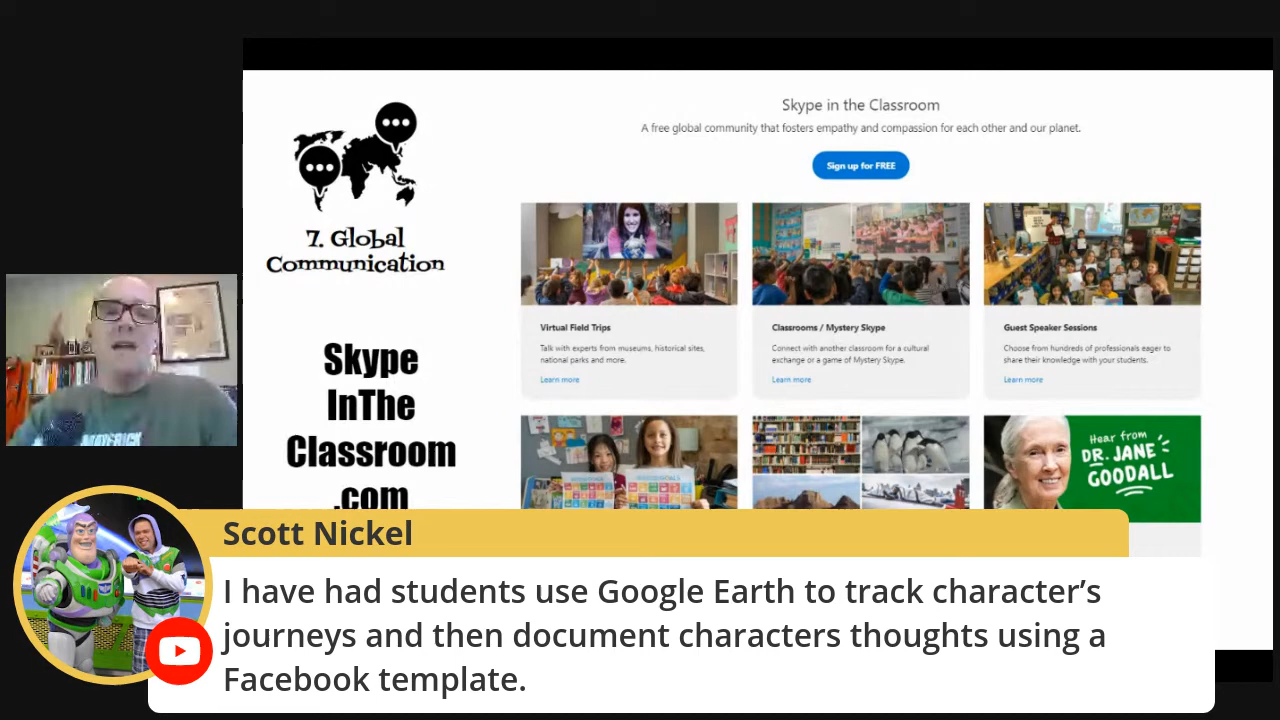 Skype in the Classroom
A free global community that fosters empathy and compassion for each other and our planet.
Sign up for FREE
7. Global
Communication
Skype
InThe
Classroom
.com
Virtual Field Trips
Talk with experts from museums, historical sites,
national parks and more.
Learn more
Classrooms / Mystery Skype
Connect with another classroom for a cultural
exchange or a game of Mystery Skype.
Learn more
Guest Speaker Sessions
Choose from hundreds of professionals eager to
share their knowledge with your students.
Learn more
Hear from
DR. JANE
GOODALL
MAVERICK
Scott Nickel
I have had students use Google Earth to track character’s
journeys and then document characters thoughts using a
Facebook template.